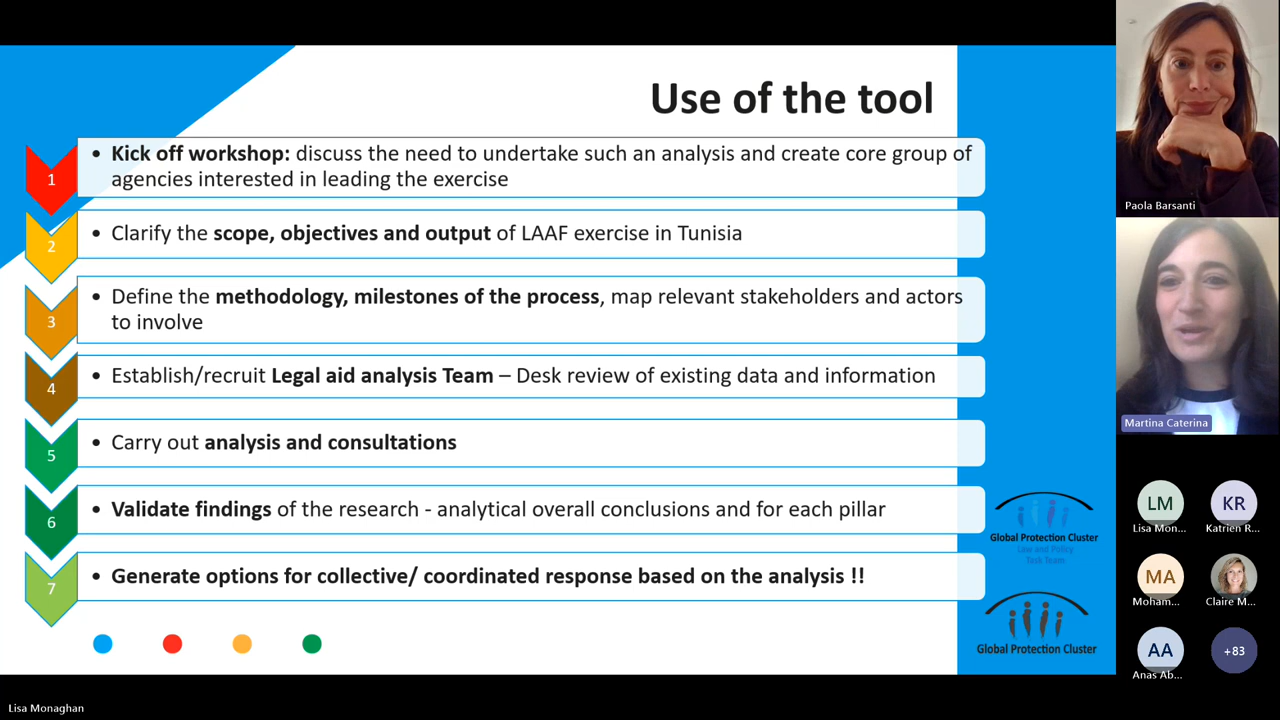 Use of the tool
1
• Kick off workshop: discuss the need to undertake such an analysis and create core group of
agencies interested in leading the exercise
2
• Clarify the scope, objectives and output of LAAF exercise in Tunisia
3
• Define the methodology, milestones of the process, map relevant stakeholders and actors
to involve
4
• Establish/recruit Legal aid analysis Team – Desk review of existing data and information
5
• Carry out analysis and consultations
6
• Validate findings of the research - analytical overall conclusions and for each pillar
7
• Generate options for collective/ coordinated response based on the analysis !!
Global Protection Cluster
Law and Policy
Task Team
Global Protection Cluster
Paola Barsanti
Martina Caterina
LM
Lisa Mon...
KR
Katrien R...
MA
Moham...
Claire M...
AA
Anas Ab...
+83
Lisa Monaghan